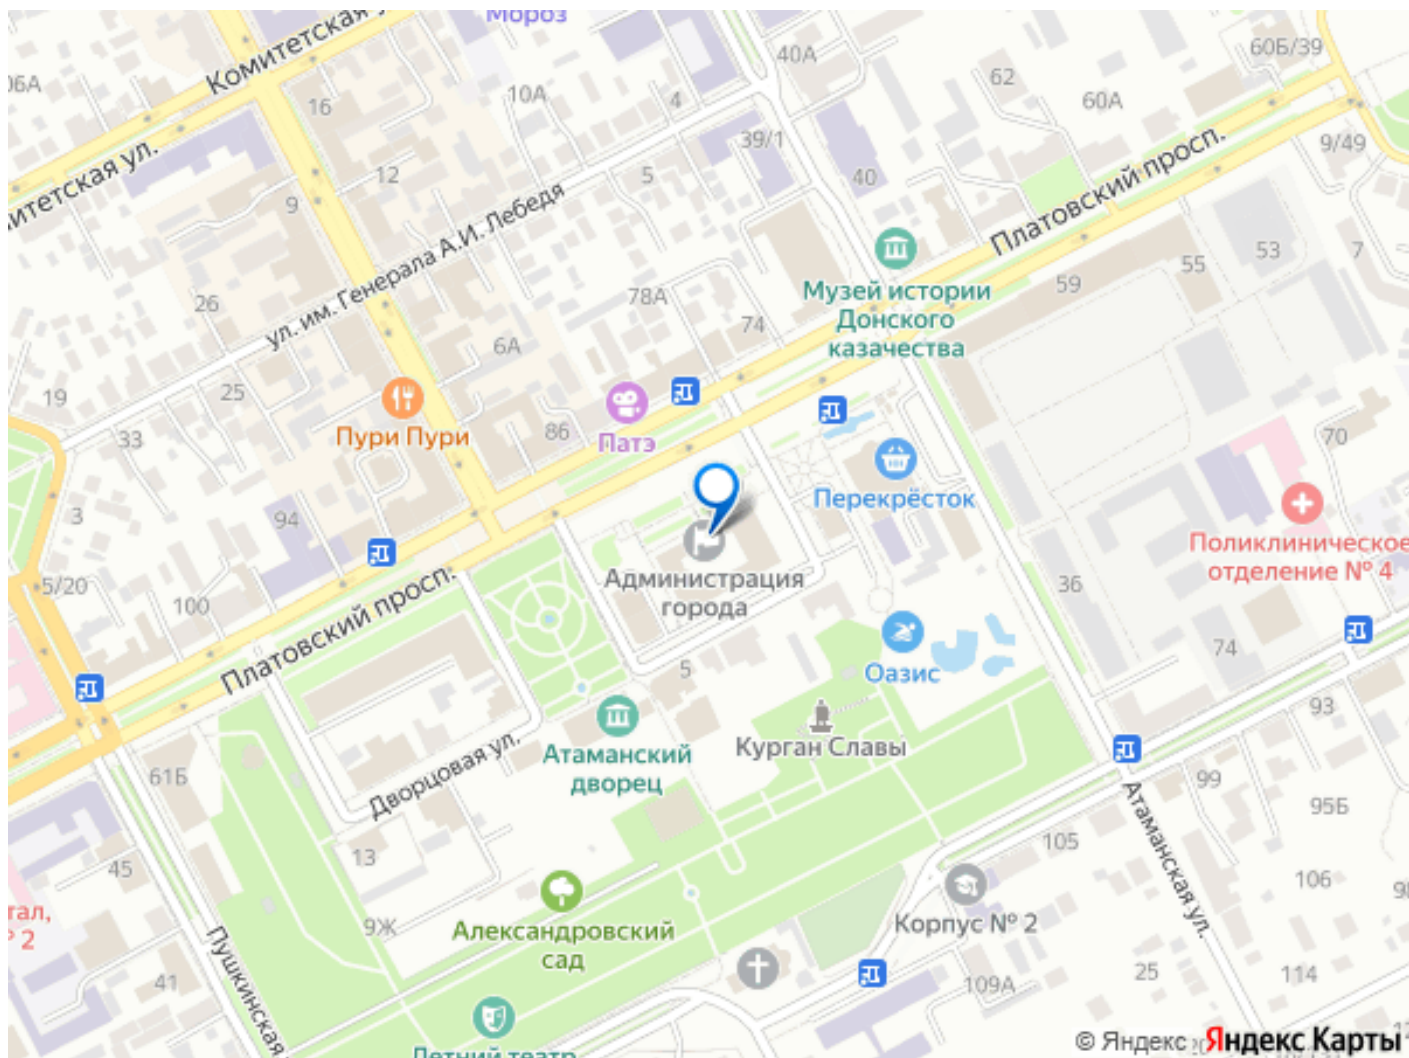 Мороз
Комитетская у
40А
60Б/39
06А
62
10А
60А
16
4
39/1
9/49
итетская ул.
12
5
40
Платовский просп.
9
ул. им. Генерала А.И. Лебедя
53
7
55
26
78А
59
Музей истории
Донского
казачества
74
6А
19
25
33
Пури Пури
86
Патэ
70
Перекрёсток
3
94
Поликлиническое
отделение № 4
5/20
100
Администрация
города
36
Платовский просп.
74
5
Оазис
93
61Б
Атаманский
дворец
Курган Славы
Дворцовая ул.
99
95Б
Атаманская ул.
13
45
105
106
9
тал,
№ 2
9Ж
Александровский
сад
Корпус № 2
Пушкинская
41
25
114
109А
Летний театр
© Яндекс
Яндекс Карты